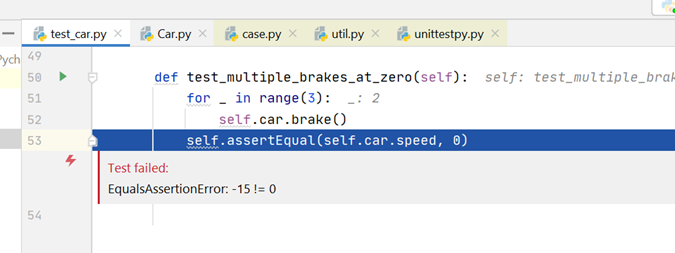 test_car.py Car.py case.py util.py unittestpy.py
49
Pych
50 def test_multiple_brakes_at_zero(self): self: test_multiple_brak
51 for _ in range(3): _: 2
52 self.car.brake()
53 self.assertEqual(self.car.speed, 0)
Test failed:
EqualsAssertionError: -15 != 0
54